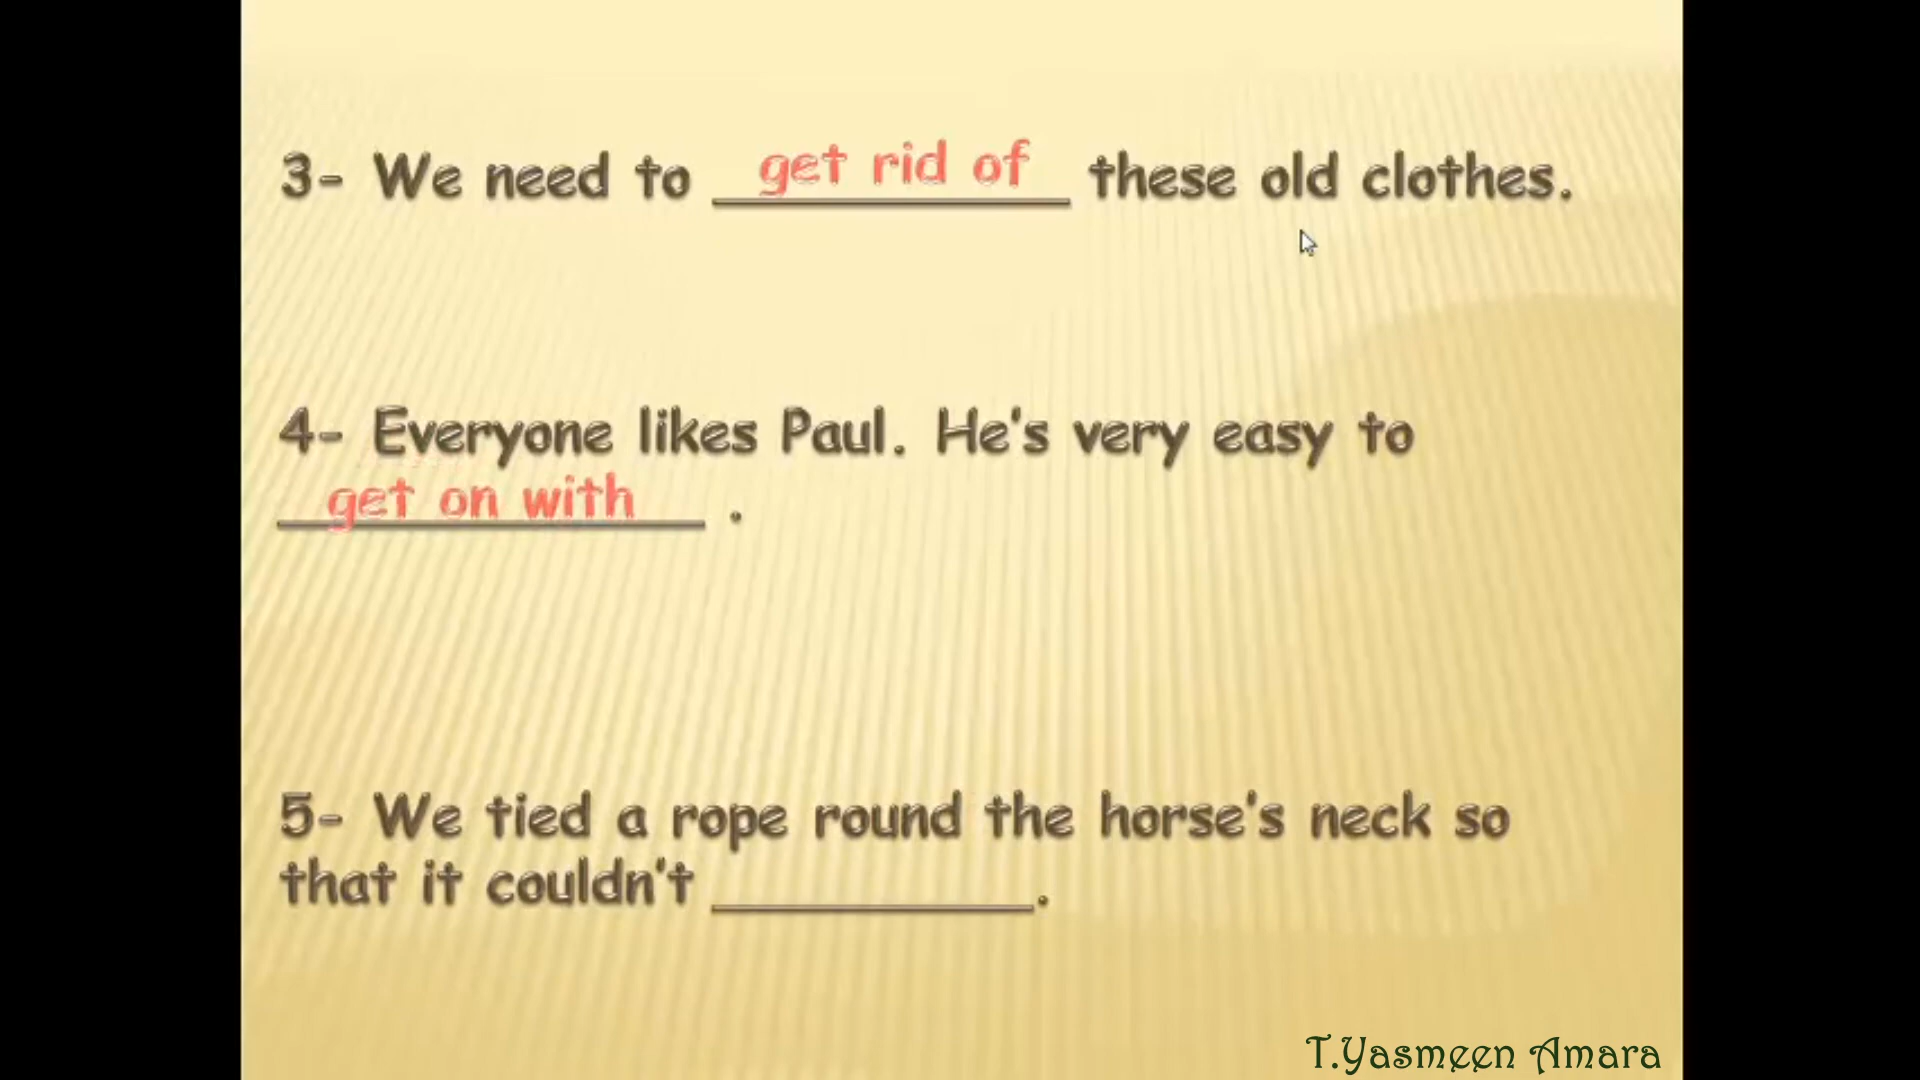 3- We need to get rid of these old clothes.
4- Everyone likes Paul. He's very easy to
get on with .
5- We tied a rope round the horse's neck so
that it couldn't ___________.
T.Yasmeen Amara